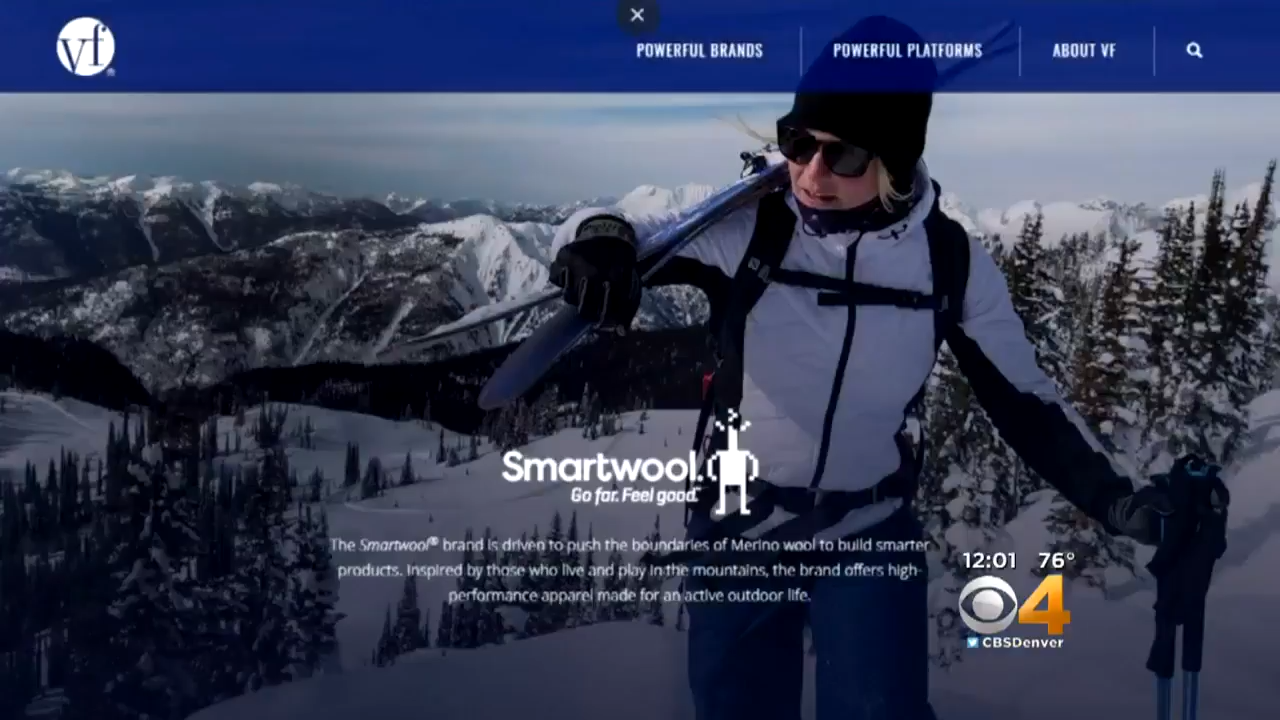 vf
POWERFUL BRANDS
POWERFUL PLATFORMS
ABOUT VF
Smartwool.
Go far. Feel good.™
The Smartwool® brand is driven to push the boundaries of Merino wool to build smarter
products. Inspired by those who live and play in the mountains, the brand offers high-
performance apparel made for an active outdoor life.
12:01 76°
4
CBSDenver